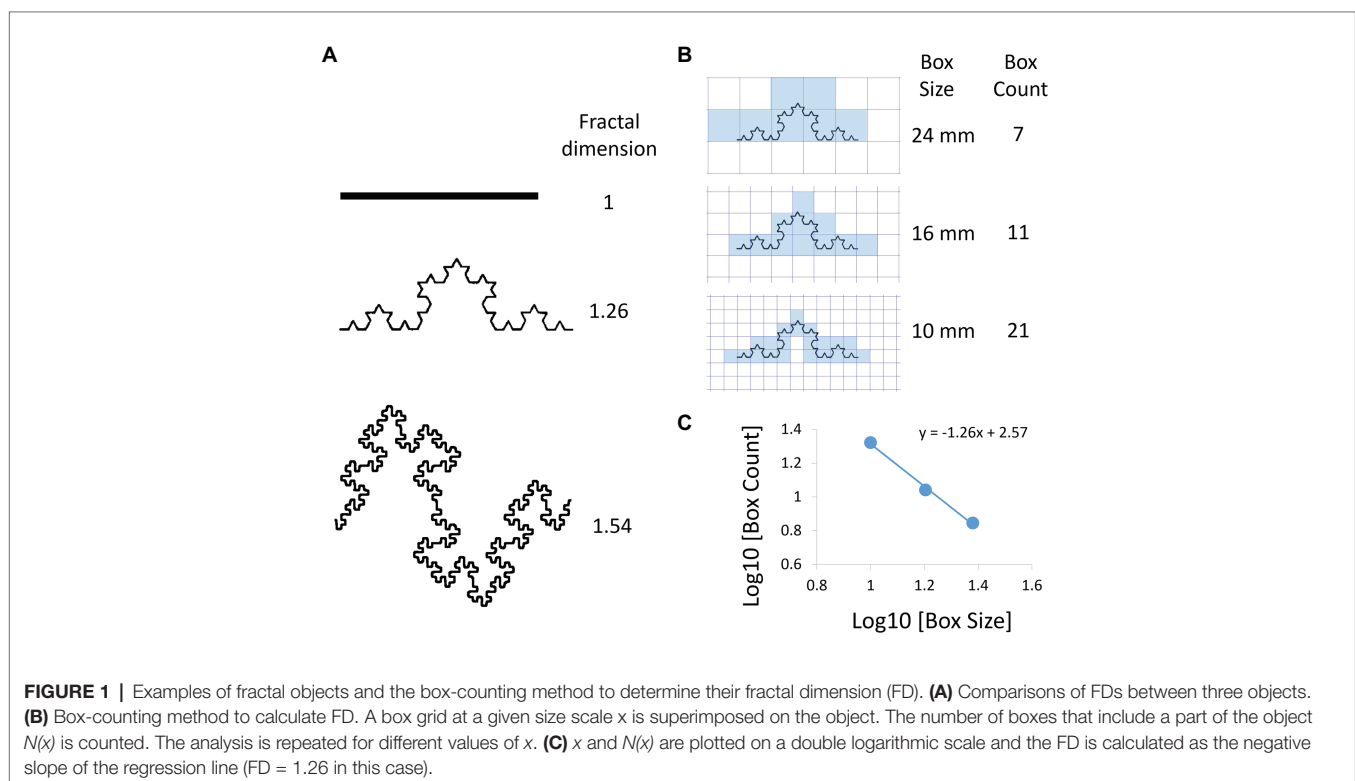 A
Fractal
dimension
1
1.26
1.54
B
Box
Size
Box
Count
24 mm
7
16 mm
11
10 mm
21
C
Log10 [Box Count]
1.4
1.2
1
0.8
0.6
y = -1.26x + 2.57
0.8
1
1.2
1.4
1.6
Log10 [Box Size]
FIGURE 1 | Examples of fractal objects and the box-counting method to determine their fractal dimension (FD). (A) Comparisons of FDs between three objects.
(B) Box-counting method to calculate FD. A box grid at a given size scale x is superimposed on the object. The number of boxes that include a part of the object
N(x) is counted. The analysis is repeated for different values of x. (C) x and N(x) are plotted on a double logarithmic scale and the FD is calculated as the negative
slope of the regression line (FD = 1.26 in this case).